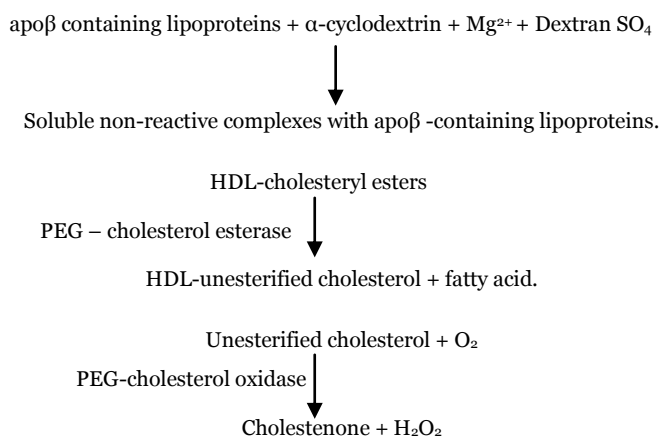 apoβ containing lipoproteins + α-cyclodextrin + Mg²⁺ + Dextran SO₄
Soluble non-reactive complexes with apoβ -containing lipoproteins.
HDL-cholesteryl esters
PEG – cholesterol esterase
HDL-unesterified cholesterol + fatty acid.
Unesterified cholesterol + O₂
PEG-cholesterol oxidase
Cholestenone + H₂O₂